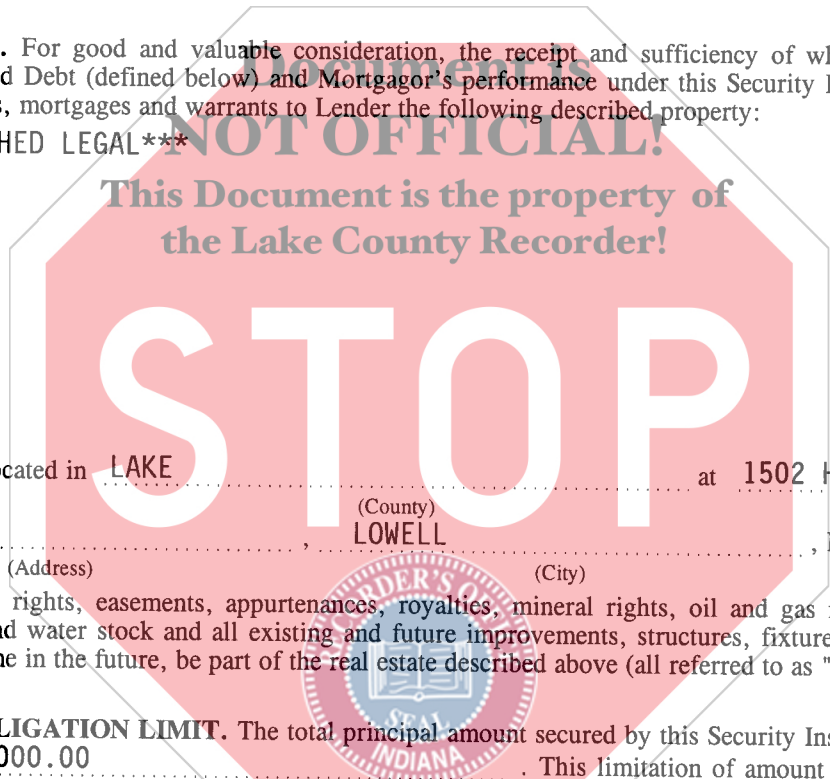 . For good and valuable consideration, the receipt and sufficiency of wh
d Debt (defined below) and Mortgagor's performance under this Security I
s, mortgages and warrants to Lender the following described property:
HED LEGAL***
Document is
NOT OFFICIAL!
This Document is the property of
the Lake County Recorder!
STOP
ocated in LAKE at 1502 H
(County)
, LOWELL ,
(Address) (City)
rights, easements, appurtenances, royalties, mineral rights, oil and gas
nd water stock and all existing and future improvements, structures, fixture
ne in the future, be part of the real estate described above (all referred to as "
LIGATION LIMIT. The total principal amount secured by this Security Ins
000.00 . This limitation of amount
RECORDER'S
SEAL
INDIANA